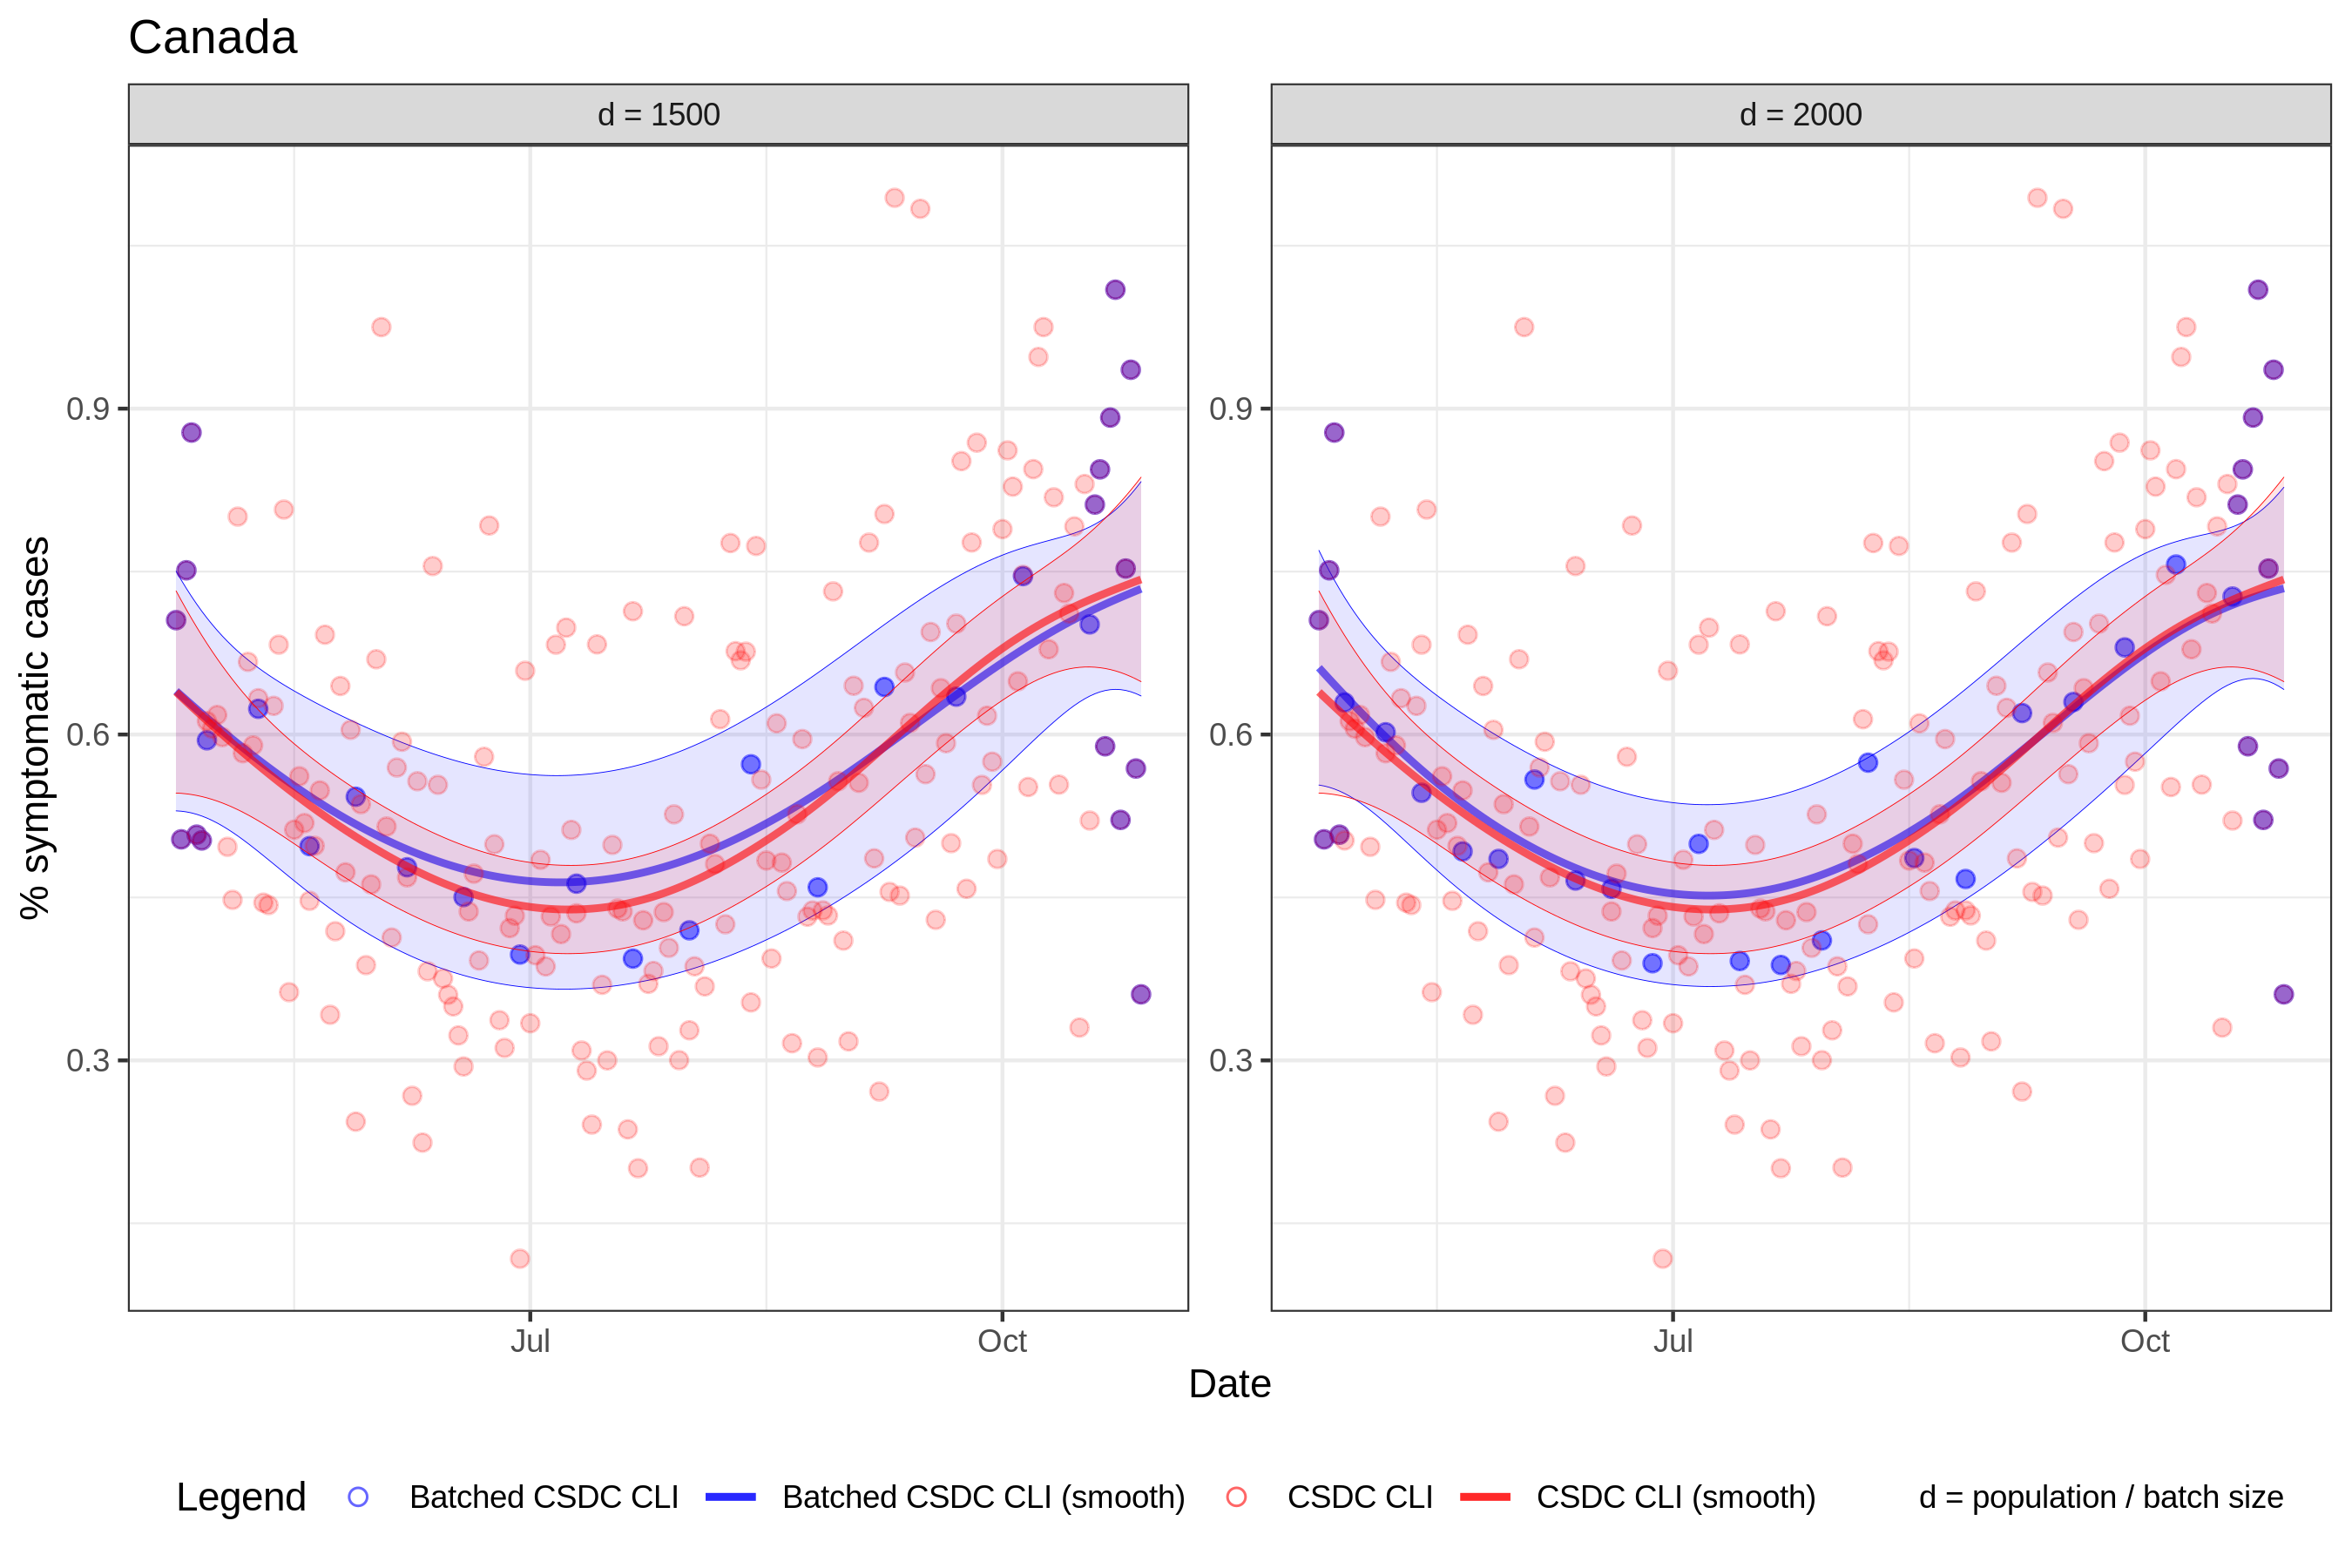 Canada
d = 1500
d = 2000
% symptomatic cases
0.9
0.6
0.3
0.9
0.6
0.3
Jul
Oct
Jul
Oct
Date
Legend
Batched CSDC CLI
Batched CSDC CLI (smooth)
CSDC CLI
CSDC CLI (smooth)
d = population / batch size